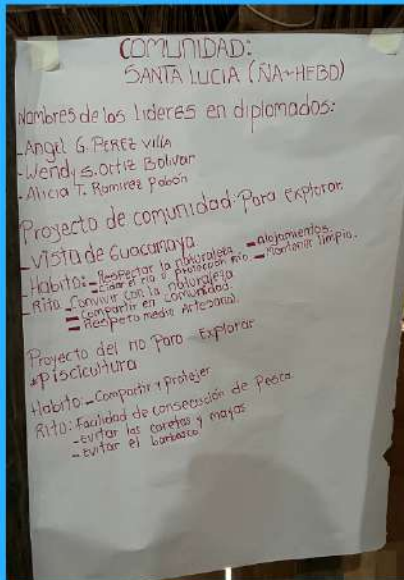 COMUNIDAD:
SANTA LUCIA (ÑA-HEBD)
Nombres de los lideres en diplomados:
-Angel G. PEREZ villa
-Wendy S. Ortiz Bolivar
-Alicia T. Ramirez Pabón
Proyecto de comunidad: Para explorar.
-VISTA de Guacamaya
-Habito: - Respetar la naturaleza - alojamientos.
- Cuidar el rio o Protección rio. - Mantener limpio.
- Rito - Convivir con la naturaleza
- Compartir en comunidad.
- Respeto medio Artesanal.
Proyecto del rio Para Explorar
*Piscicultura
Habito: - Compartir y Protejer
Rito: Facilidad de consecución de Pesca
- evitar las caretas y mayas
- Evitar el barbasco